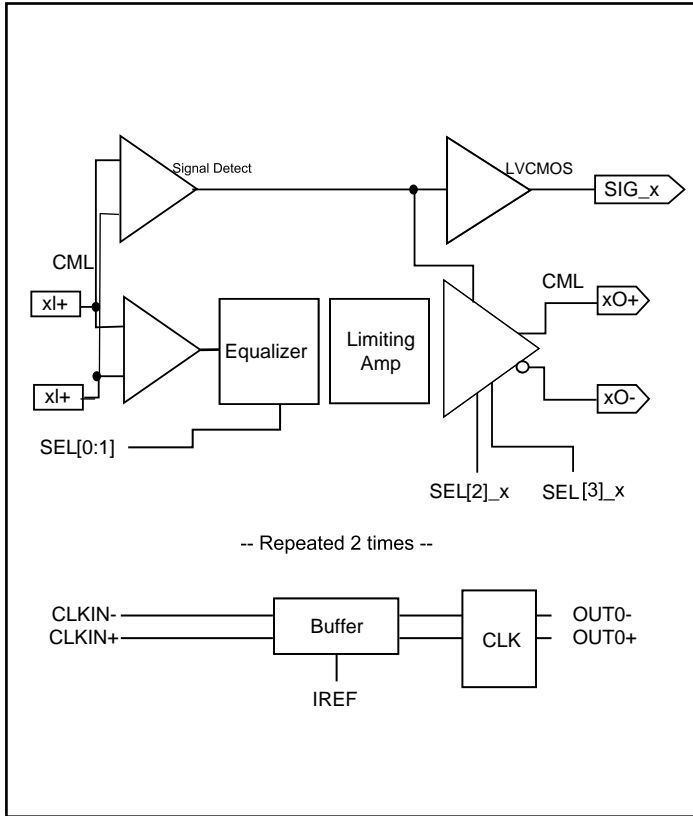 Signal Detect
LVCMOS
SIG_x
CML
CML
xI+
xO+
Equalizer
Limiting
Amp
xI+
xO-
SEL[0:1]
SEL[2]_x
SEL[3]_x
-- Repeated 2 times --
CLKIN-
OUT0-
Buffer
CLKIN+
CLK
OUT0+
IREF